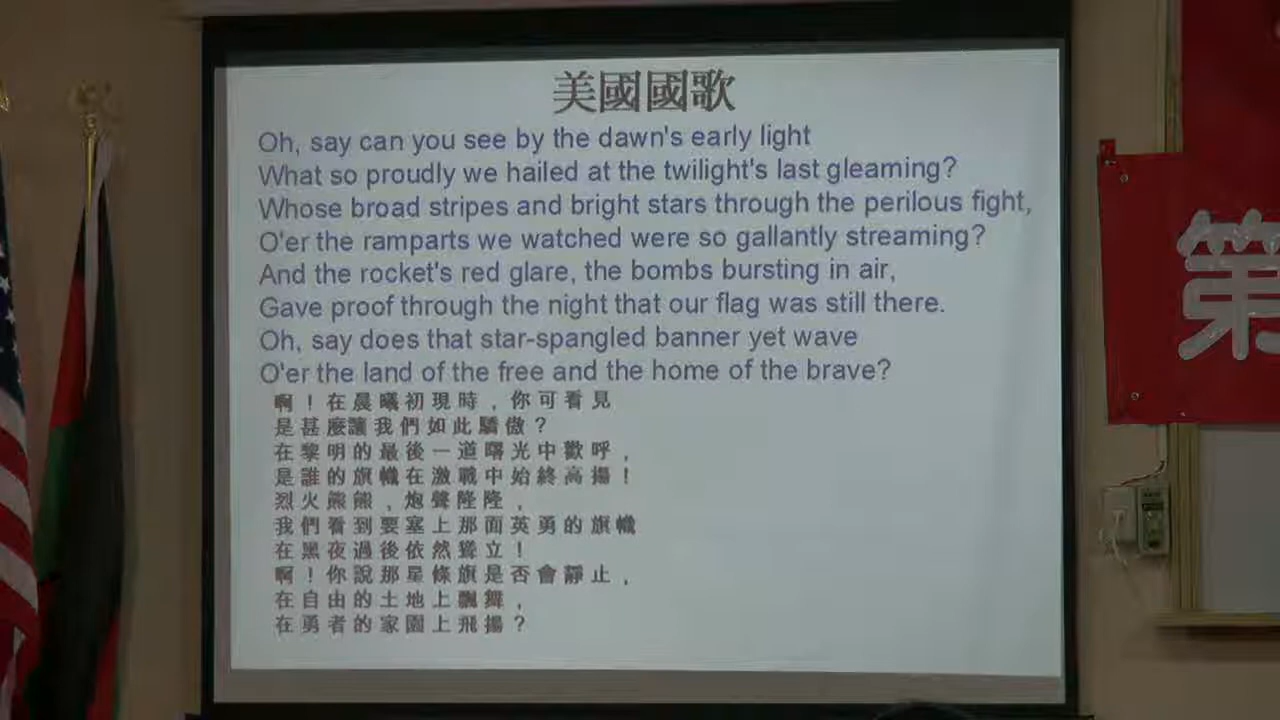 美國國歌
Oh, say can you see by the dawn's early light
What so proudly we hailed at the twilight's last gleaming?
Whose broad stripes and bright stars through the perilous fight,
O'er the ramparts we watched were so gallantly streaming?
And the rocket's red glare, the bombs bursting in air,
Gave proof through the night that our flag was still there.
Oh, say does that star-spangled banner yet wave
O'er the land of the free and the home of the brave?
啊！在晨曦初現時，你可看見
是甚麼讓我們如此驕傲？
在黎明的最後一道曙光中歡呼，
是誰的旗幟在激戰中始終高揚！
烈火熊熊，炮聲隆隆，
我們看到要塞上那面英勇的旗幟
在黑夜過後依然聳立！
啊！你說那星條旗是否會靜止，
在自由的土地上飄舞，
在勇者的家園上飛揚？
第